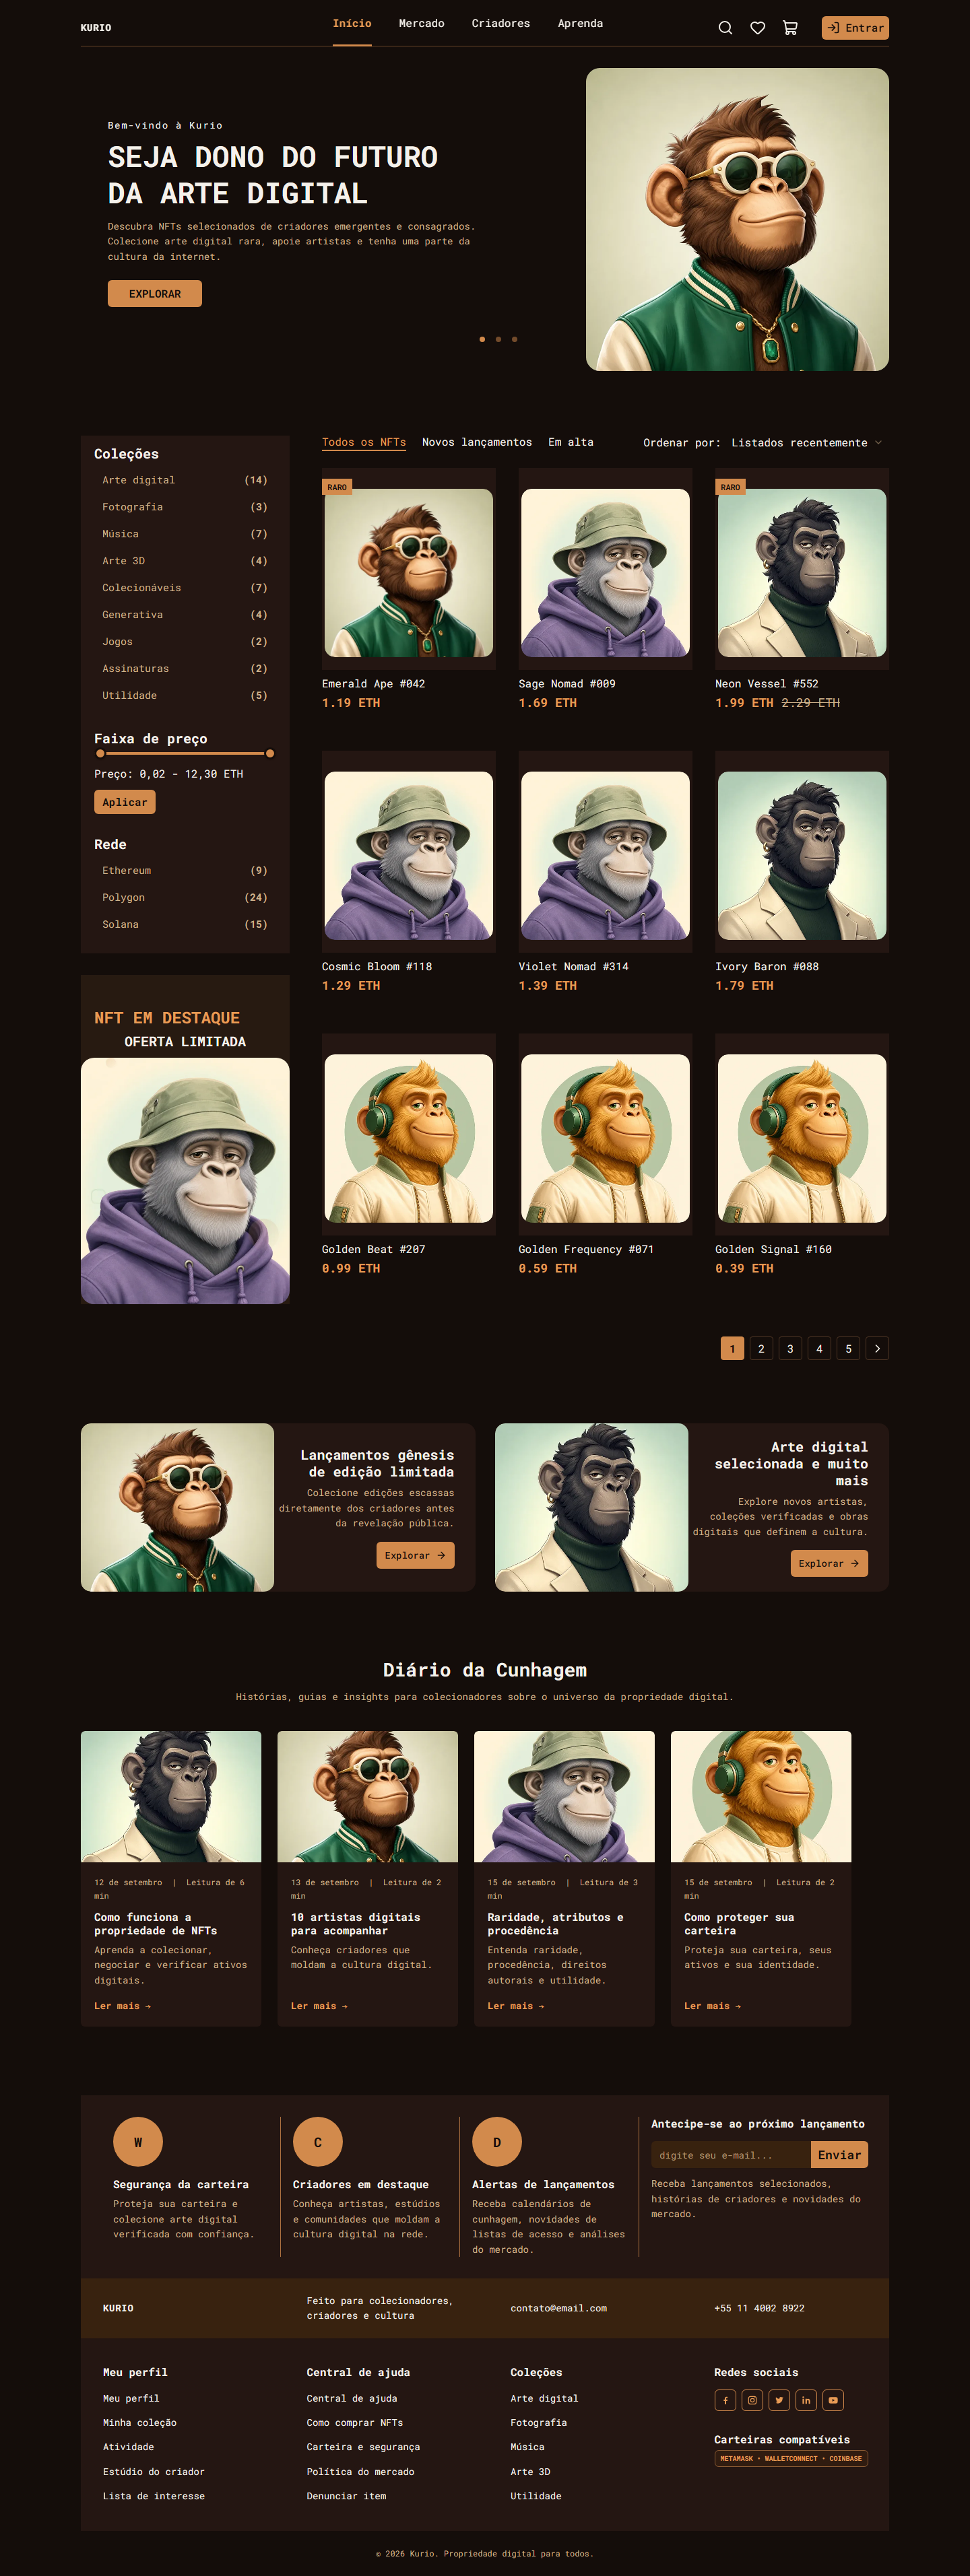 KURIO
Início Mercado Criadores Aprenda
Entrar
Bem-vindo à Kurio
SEJA DONO DO FUTURO
DA ARTE DIGITAL
Descubra NFTs selecionados de criadores emergentes e consagrados.
Colecione arte digital rara, apoie artistas e tenha uma parte da
cultura da internet.
EXPLORAR
Coleções
Arte digital (14)
Fotografia (3)
Música (7)
Arte 3D (4)
Colecionáveis (7)
Generativa (4)
Jogos (2)
Assinaturas (2)
Utilidade (5)
Faixa de preço
Preço: 0,02 - 12,30 ETH
Aplicar
Rede
Ethereum (9)
Polygon (24)
Solana (15)
NFT EM DESTAQUE
OFERTA LIMITADA
Todos os NFTs Novos lançamentos Em alta
Ordenar por: Listados recentemente
RARO
Emerald Ape #042
1.19 ETH
Sage Nomad #009
1.69 ETH
RARO
Neon Vessel #552
1.99 ETH 2.29 ETH
Cosmic Bloom #118
1.29 ETH
Violet Nomad #314
1.39 ETH
Ivory Baron #088
1.79 ETH
Golden Beat #207
0.99 ETH
Golden Frequency #071
0.59 ETH
Golden Signal #160
0.39 ETH
1 2 3 4 5
Lançamentos gênesis
de edição limitada
Colecione edições escassas
diretamente dos criadores antes
da revelação pública.
Explorar →
Arte digital
selecionada e muito
mais
Explore novos artistas,
coleções verificadas e obras
digitais que definem a cultura.
Explorar →
Diário da Cunhagem
Histórias, guias e insights para colecionadores sobre o universo da propriedade digital.
12 de setembro | Leitura de 6
min
Como funciona a
propriedade de NFTs
Aprenda a colecionar,
negociar e verificar ativos
digitais.
Ler mais →
13 de setembro | Leitura de 2
min
10 artistas digitais
para acompanhar
Conheça criadores que
moldam a cultura digital.
Ler mais →
15 de setembro | Leitura de 3
min
Raridade, atributos e
procedência
Entenda raridade,
procedência, direitos
autorais e utilidade.
Ler mais →
15 de setembro | Leitura de 2
min
Como proteger sua
carteira
Proteja sua carteira, seus
ativos e sua identidade.
Ler mais →
W
Segurança da carteira
Proteja sua carteira e
colecione arte digital
verificada com confiança.
C
Criadores em destaque
Conheça artistas, estúdios
e comunidades que moldam a
cultura digital na rede.
D
Alertas de lançamentos
Receba calendários de
cunhagem, novidades de
listas de acesso e análises
do mercado.
Antecipe-se ao próximo lançamento
digite seu e-mail...
Enviar
Receba lançamentos selecionados,
histórias de criadores e novidades do
mercado.
KURIO
Feito para colecionadores,
criadores e cultura
contato@email.com
+55 11 4002 8922
Meu perfil
Meu perfil
Minha coleção
Atividade
Estúdio do criador
Lista de interesse
Central de ajuda
Central de ajuda
Como comprar NFTs
Carteira e segurança
Política do mercado
Denunciar item
Coleções
Arte digital
Fotografia
Música
Arte 3D
Utilidade
Redes sociais
Carteiras compatíveis
METAMASK • WALLETCONNECT • COINBASE
© 2026 Kurio. Propriedade digital para todos.